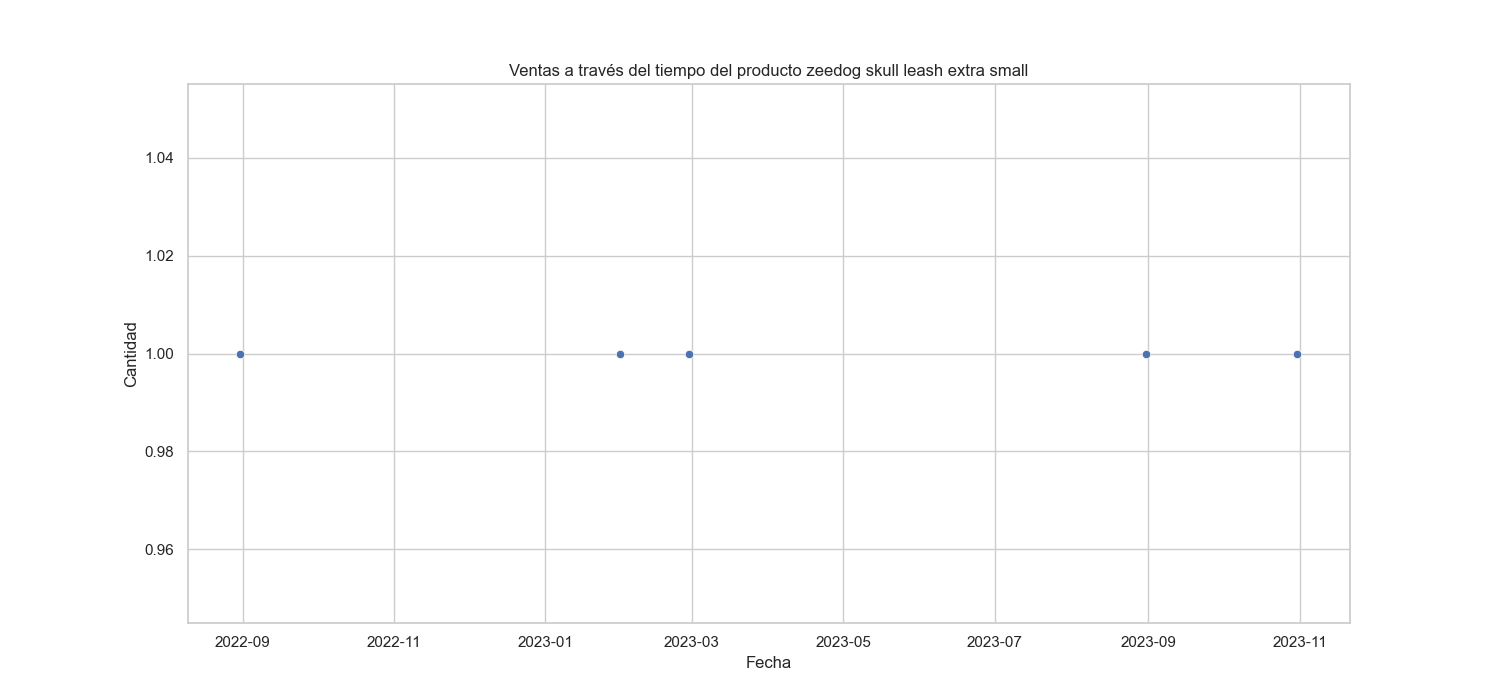 Ventas a través del tiempo del producto zeedog skull leash extra small
1.04
1.02
1.00
0.98
0.96
Cantidad
2022-09 2022-11 2023-01 2023-03 2023-05 2023-07 2023-09 2023-11
Fecha